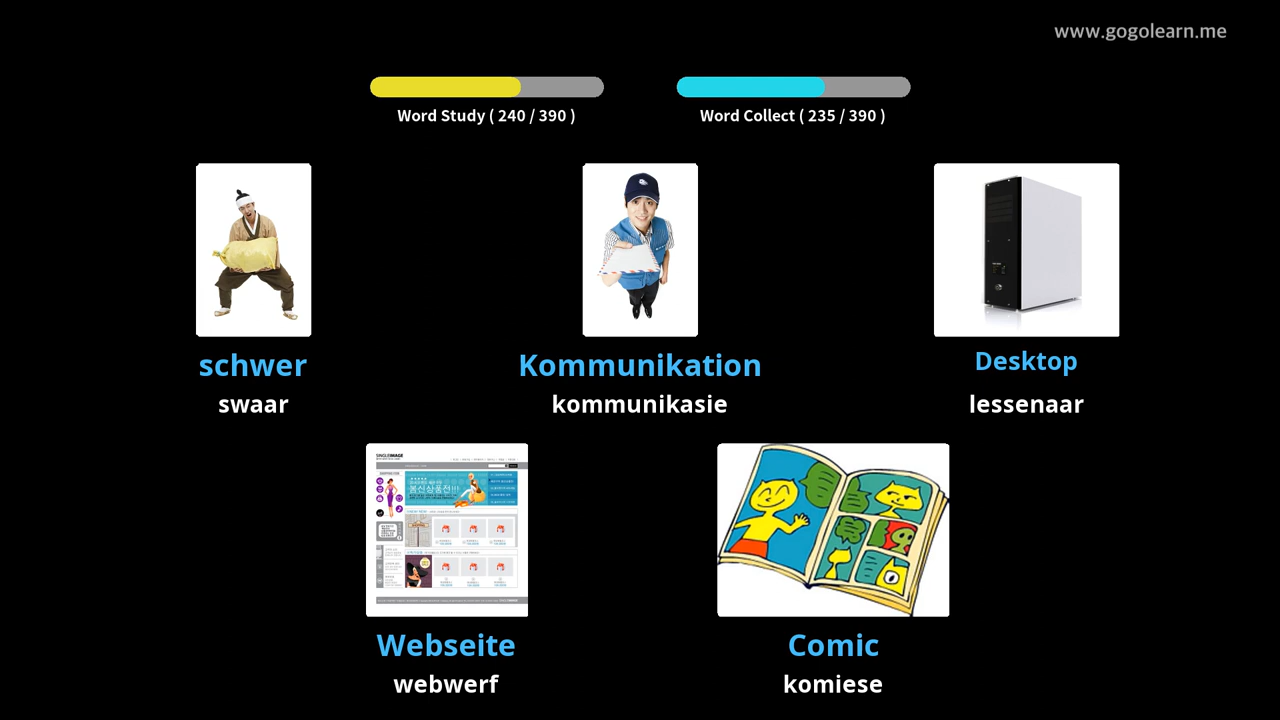 www.gogolearn.me
Word Study ( 240 / 390 )
Word Collect ( 235 / 390 )
schwer
swaar
Kommunikation
kommunikasie
Desktop
lessenaar
SINGLEIMAGE
Webseite
webwerf
Comic
komiese